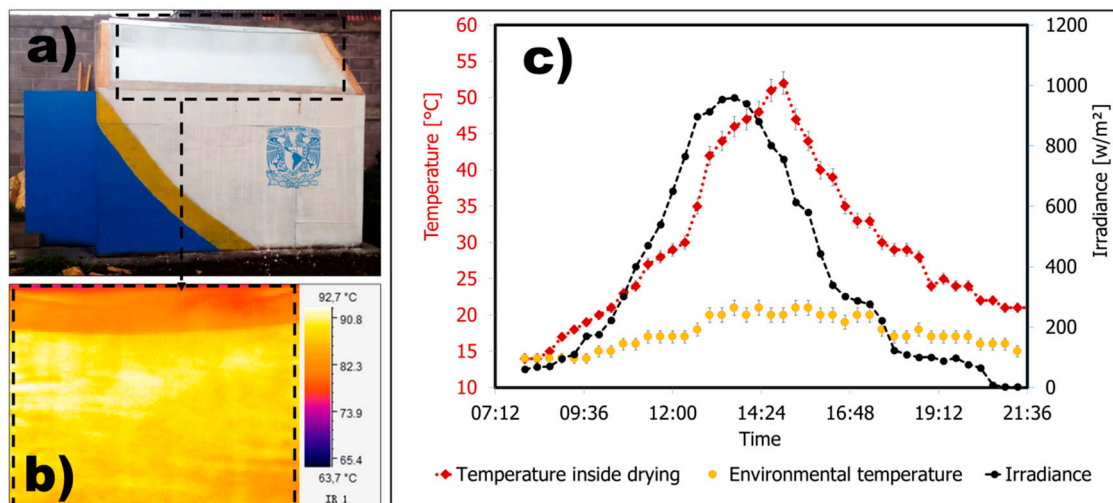 a)
92,7 °C
90.8
82.3
73.9
65.4
63,7 °C
IR 1
b)
c)
Temperature [°C]
60
55
50
45
40
35
30
25
20
15
10
Irradiance [w/m²]
1200
1000
800
600
400
200
0
07:12 09:36 12:00 14:24 16:48 19:12 21:36
Time
Temperature inside drying Environmental temperature Irradiance